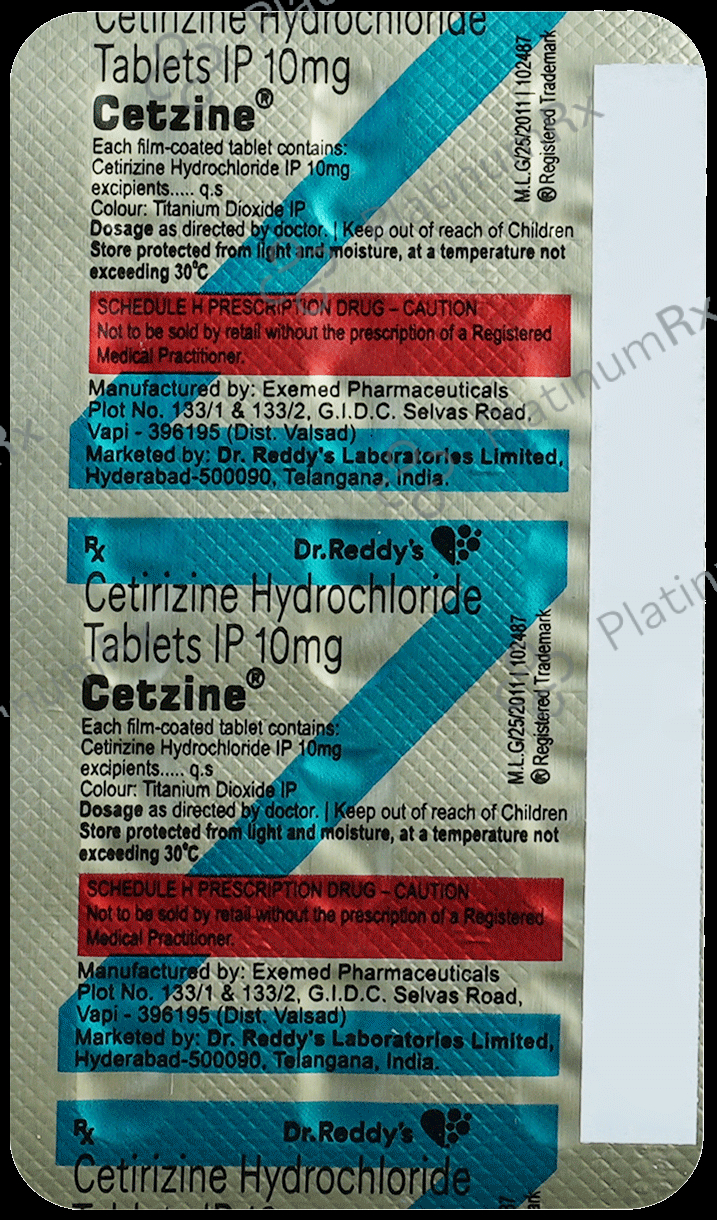 Cetirizine Hydrochloride
Tablets IP 10mg
Cetzine®
Each film-coated tablet contains:
Cetirizine Hydrochloride IP 10mg
excipients..... q.s
Colour: Titanium Dioxide IP
Dosage as directed by doctor. | Keep out of reach of Children
Store protected from light and moisture, at a temperature not
exceeding 30°C
M.L.G/25/2011 | 102487
® Registered Trademark
SCHEDULE H PRESCRIPTION DRUG – CAUTION
Not to be sold by retail without the prescription of a Registered
Medical Practitioner.
Manufactured by: Exemed Pharmaceuticals
Plot No. 133/1 & 133/2, G.I.D.C. Selvas Road,
Vapi - 396195 (Dist. Valsad)
Marketed by: Dr. Reddy's Laboratories Limited,
Hyderabad-500090, Telangana, India.
Rx Dr.Reddy's
Cetirizine Hydrochloride
Tablets IP 10mg
Cetzine®
Each film-coated tablet contains:
Cetirizine Hydrochloride IP 10mg
excipients..... q.s
Colour: Titanium Dioxide IP
Dosage as directed by doctor. | Keep out of reach of Children
Store protected from light and moisture, at a temperature not
exceeding 30°C
M.L.G/25/2011 | 102487
® Registered Trademark
SCHEDULE H PRESCRIPTION DRUG – CAUTION
Not to be sold by retail without the prescription of a Registered
Medical Practitioner.
Manufactured by: Exemed Pharmaceuticals
Plot No. 133/1 & 133/2, G.I.D.C. Selvas Road,
Vapi - 396195 (Dist. Valsad)
Marketed by: Dr. Reddy's Laboratories Limited,
Hyderabad-500090, Telangana, India.
Rx Dr.Reddy's
Cetirizine Hydrochloride
PlatinumRx
PlatinumRx